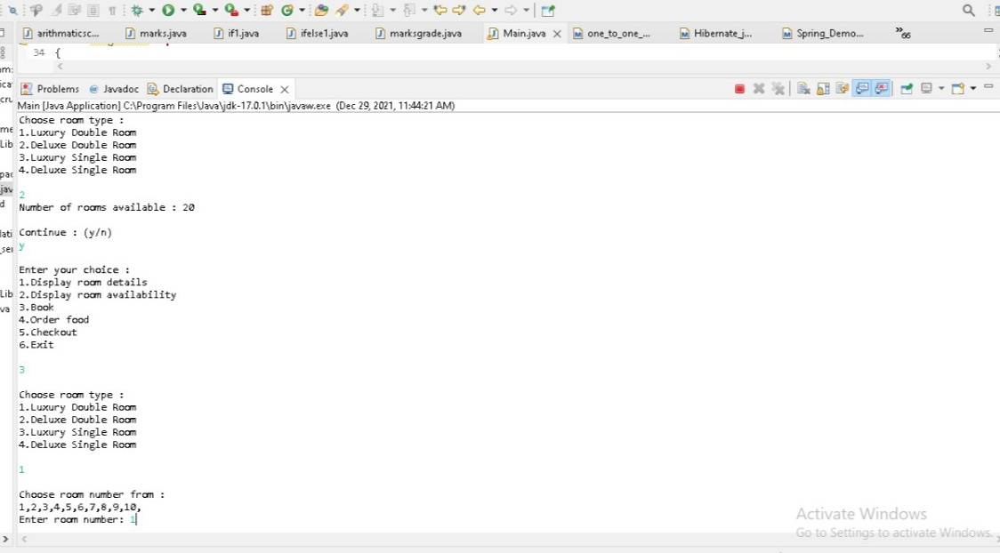 arithmaticsc...
marks.java
if1.java
ifelse1.java
marksgrade.java
Main.java
one_to_one_...
Hibernate_j...
Spring_Demo...
66
34 {
Problems
Javadoc
Declaration
Console
Main [Java Application] C:\Program Files\Java\jdk-17.0.1\bin\javaw.exe (Dec 29, 2021, 11:44:21 AM)
Choose room type :
1.Luxury Double Room
2.Deluxe Double Room
3.Luxury Single Room
4.Deluxe Single Room
2
Number of rooms available : 20
Continue : (y/n)
y
Enter your choice :
1.Display room details
2.Display room availability
3.Book
4.Order food
5.Checkout
6.Exit
3
Choose room type :
1.Luxury Double Room
2.Deluxe Double Room
3.Luxury Single Room
4.Deluxe Single Room
1
Choose room number from :
1,2,3,4,5,6,7,8,9,10,
Enter room number: 1
Activate Windows
Go to Settings to activate Windows.